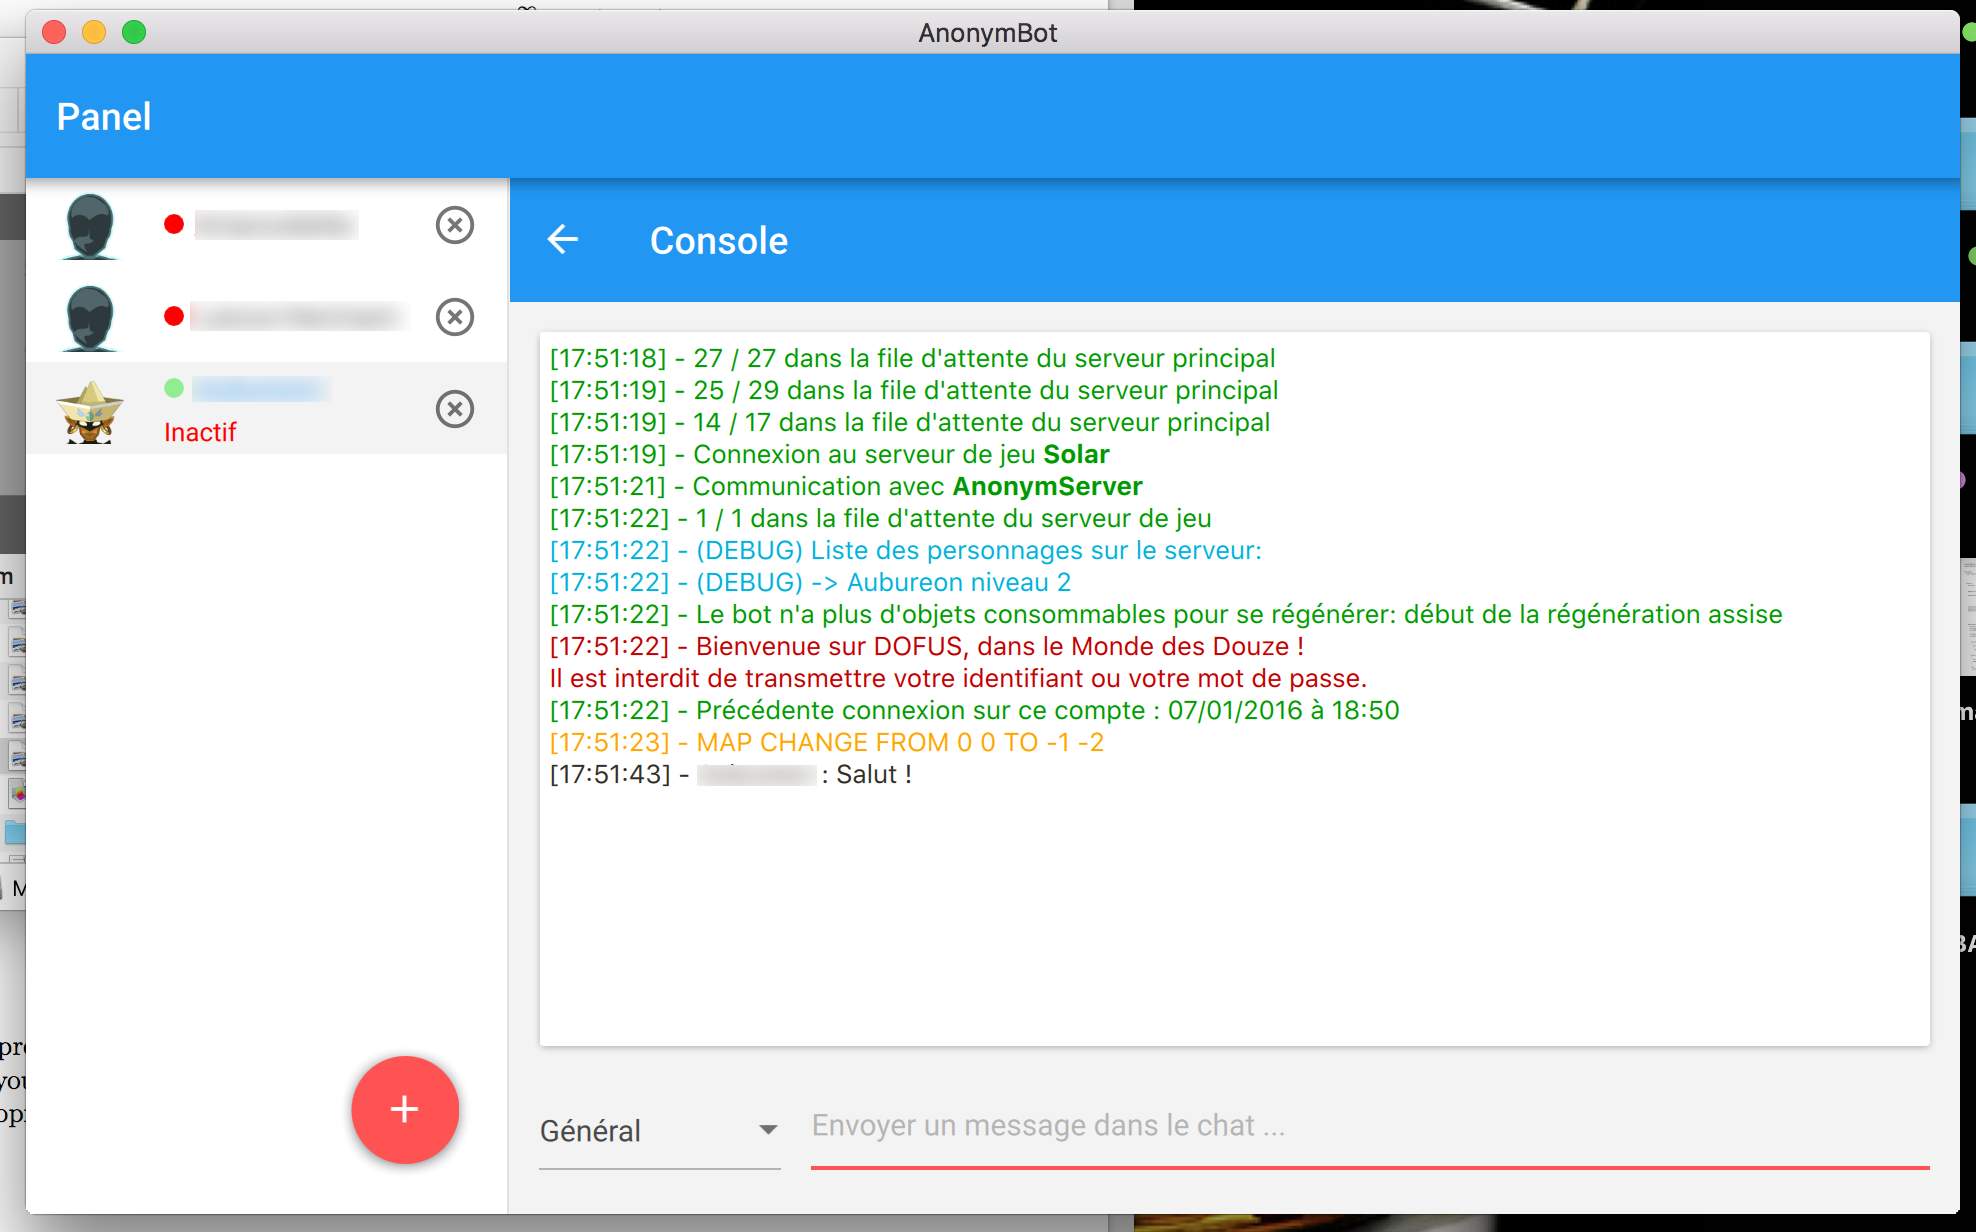 AnonymBot
Panel
Inactif
Console
[17:51:18] - 27 / 27 dans la file d'attente du serveur principal
[17:51:19] - 25 / 29 dans la file d'attente du serveur principal
[17:51:19] - 14 / 17 dans la file d'attente du serveur principal
[17:51:19] - Connexion au serveur de jeu Solar
[17:51:21] - Communication avec AnonymServer
[17:51:22] - 1 / 1 dans la file d'attente du serveur de jeu
[17:51:22] - (DEBUG) Liste des personnages sur le serveur:
[17:51:22] - (DEBUG) -> Aubureon niveau 2
[17:51:22] - Le bot n'a plus d'objets consommables pour se régénérer: début de la régénération assise
[17:51:22] - Bienvenue sur DOFUS, dans le Monde des Douze !
Il est interdit de transmettre votre identifiant ou votre mot de passe.
[17:51:22] - Précédente connexion sur ce compte : 07/01/2016 à 18:50
[17:51:23] - MAP CHANGE FROM 0 0 TO -1 -2
[17:51:43] - : Salut !
Général
Envoyer un message dans le chat ...